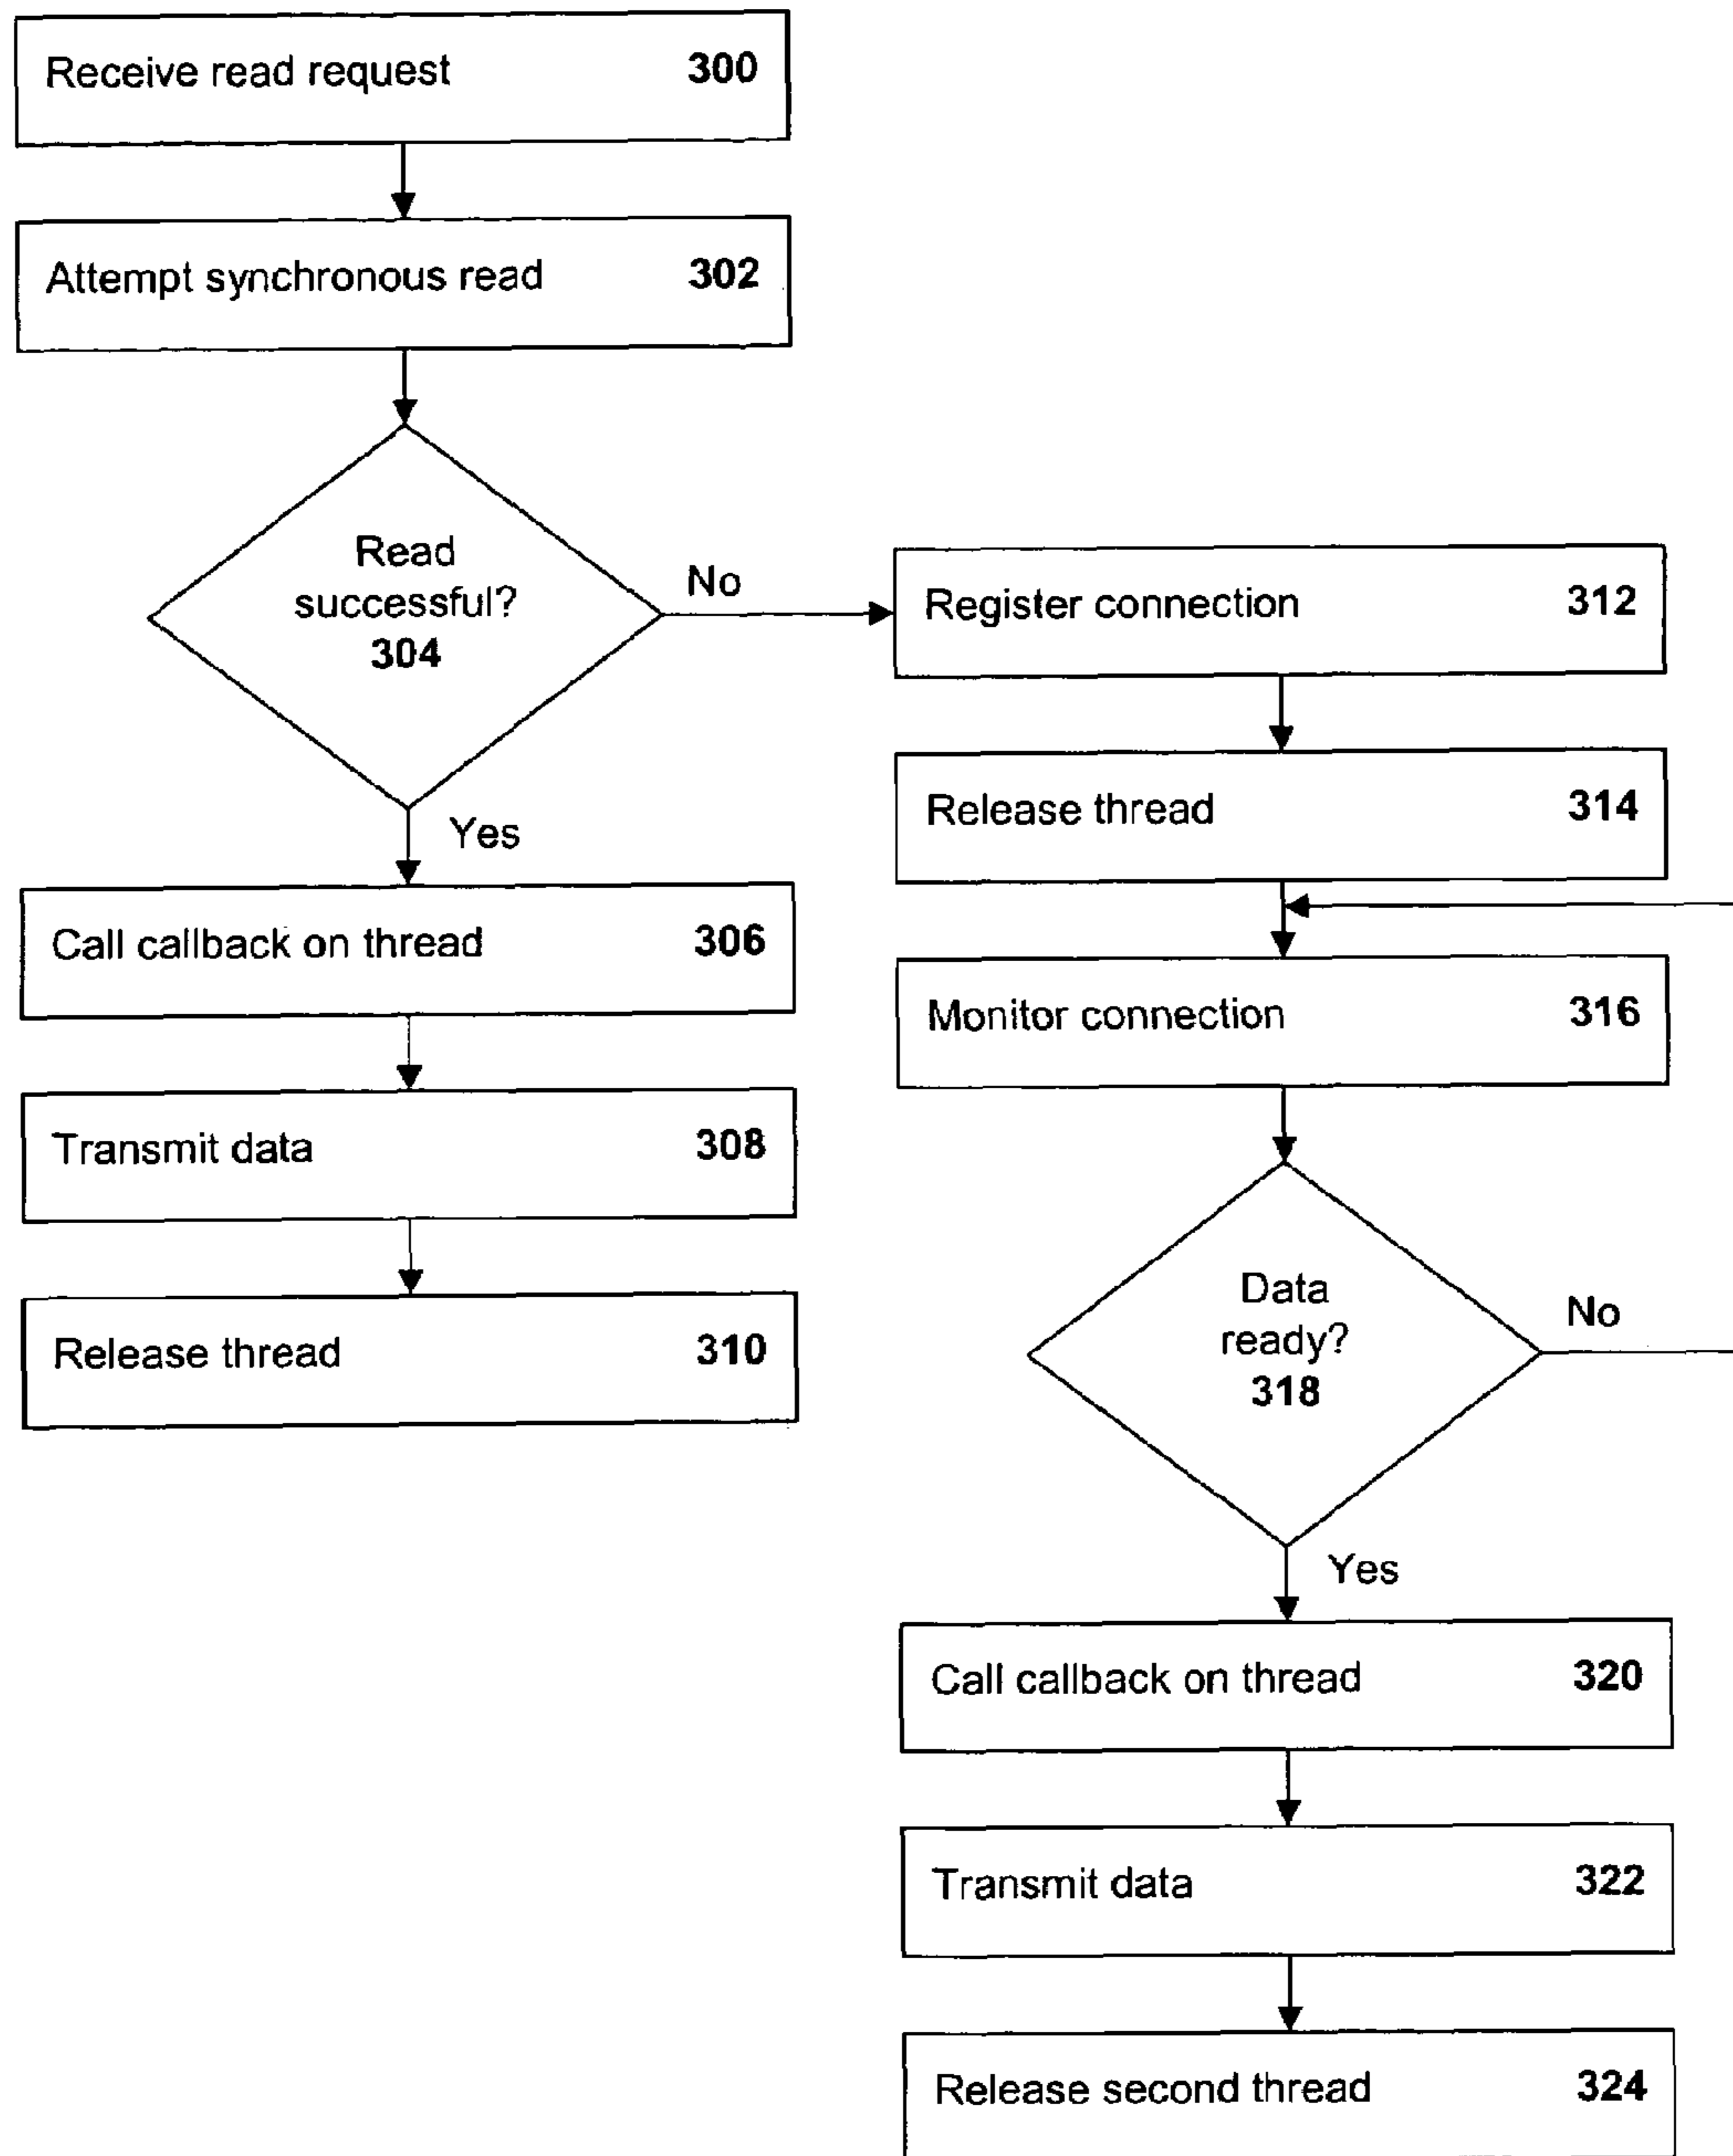 Receive read request 300
Attempt synchronous read 302
Read
successful?
304
No
Yes
Call callback on thread 306
Transmit data 308
Release thread 310
Register connection 312
Release thread 314
Monitor connection 316
Data
ready?
318
No
Yes
Call callback on thread 320
Transmit data 322
Release second thread 324